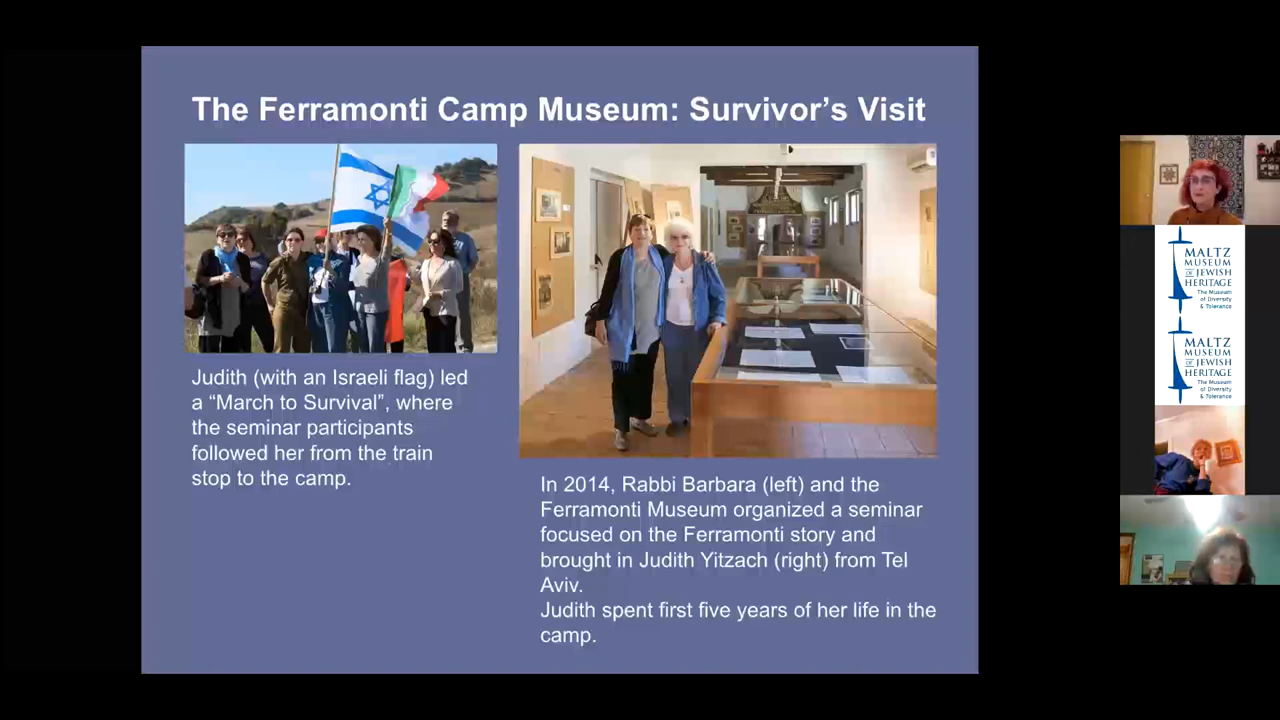 The Ferramonti Camp Museum: Survivor’s Visit
Judith (with an Israeli flag) led
a “March to Survival”, where
the seminar participants
followed her from the train
stop to the camp.
In 2014, Rabbi Barbara (left) and the
Ferramonti Museum organized a seminar
focused on the Ferramonti story and
brought in Judith Yitzach (right) from Tel
Aviv.
Judith spent first five years of her life in the
camp.
MALTZ
MUSEUM
OF JEWISH
HERITAGE
The Museum
of Diversity
& Tolerance
MALTZ
MUSEUM
OF JEWISH
HERITAGE
The Museum
of Diversity
& Tolerance